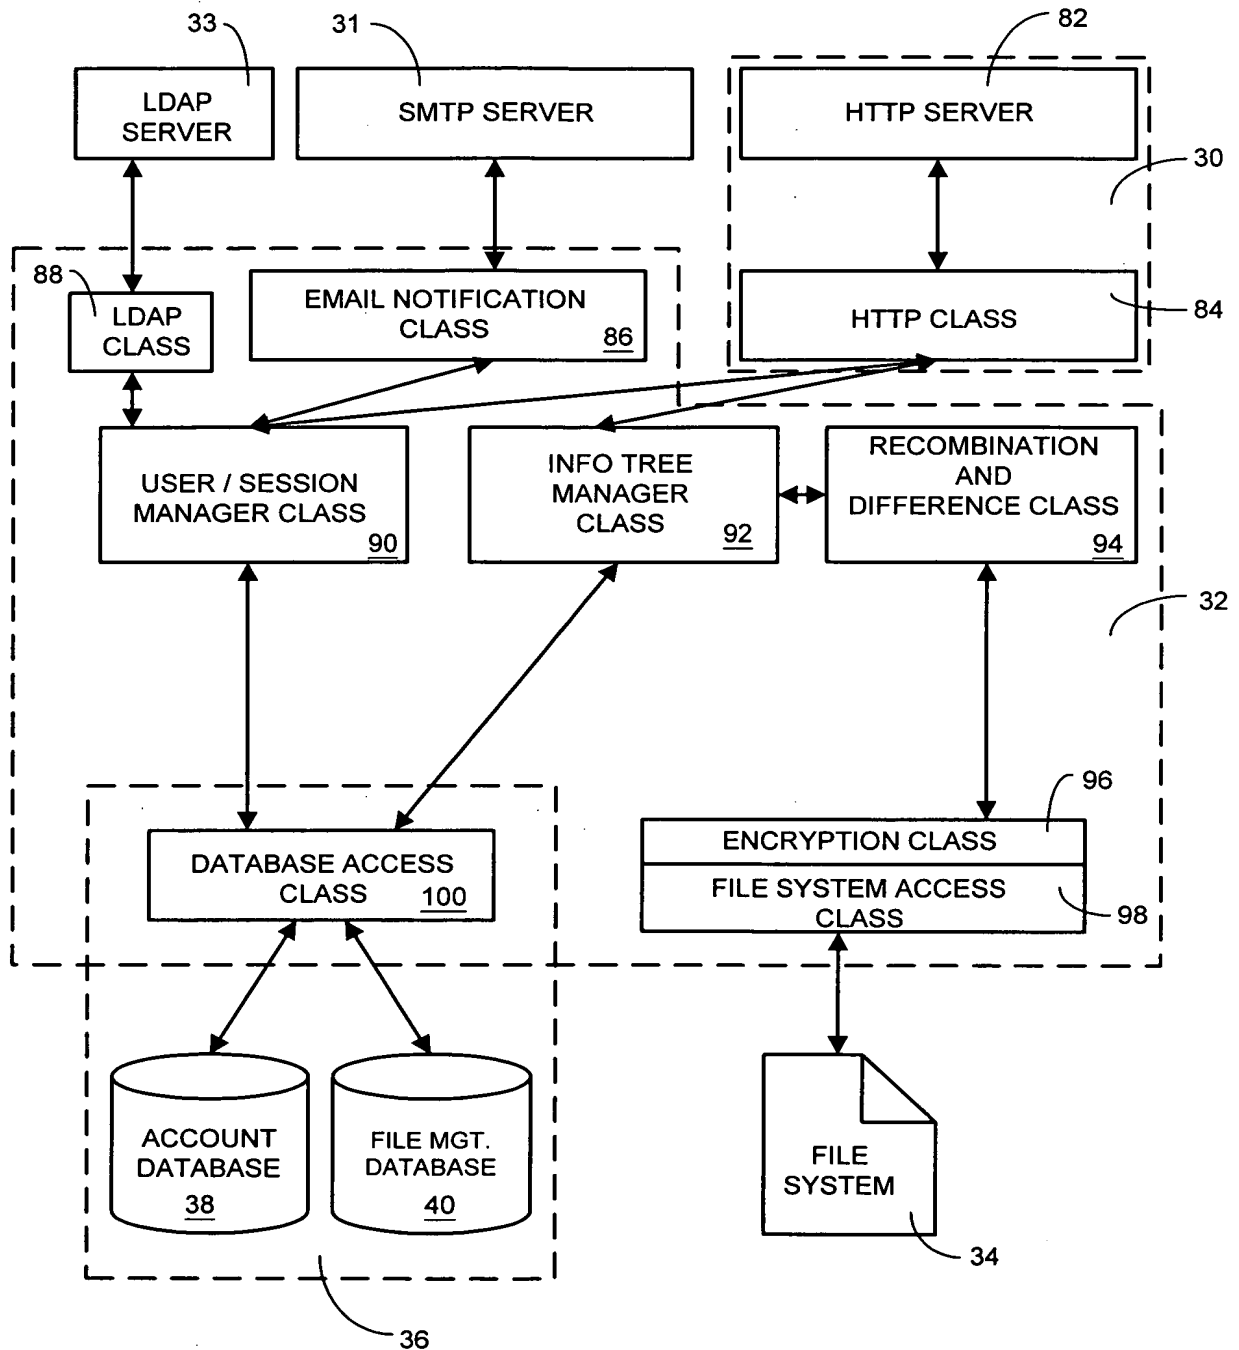 33
31
82
LDAP
SERVER
SMTP SERVER
HTTP SERVER
30
88
LDAP
CLASS
EMAIL NOTIFICATION
CLASS
86
HTTP CLASS
84
USER / SESSION
MANAGER CLASS
90
INFO TREE
MANAGER
CLASS
92
RECOMBINATION
AND
DIFFERENCE CLASS
94
32
96
DATABASE ACCESS
CLASS
100
ENCRYPTION CLASS
FILE SYSTEM ACCESS
CLASS
98
ACCOUNT
DATABASE
38
FILE MGT.
DATABASE
40
FILE
SYSTEM
34
36